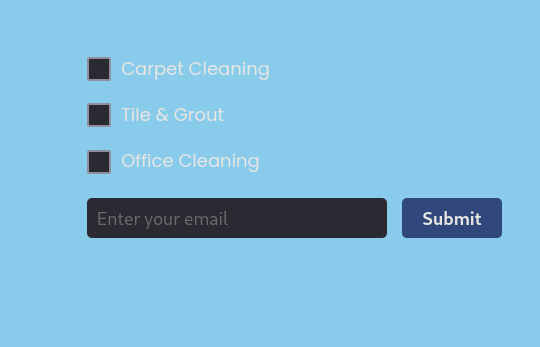 Carpet Cleaning
Tile & Grout
Office Cleaning
Enter your email
Submit